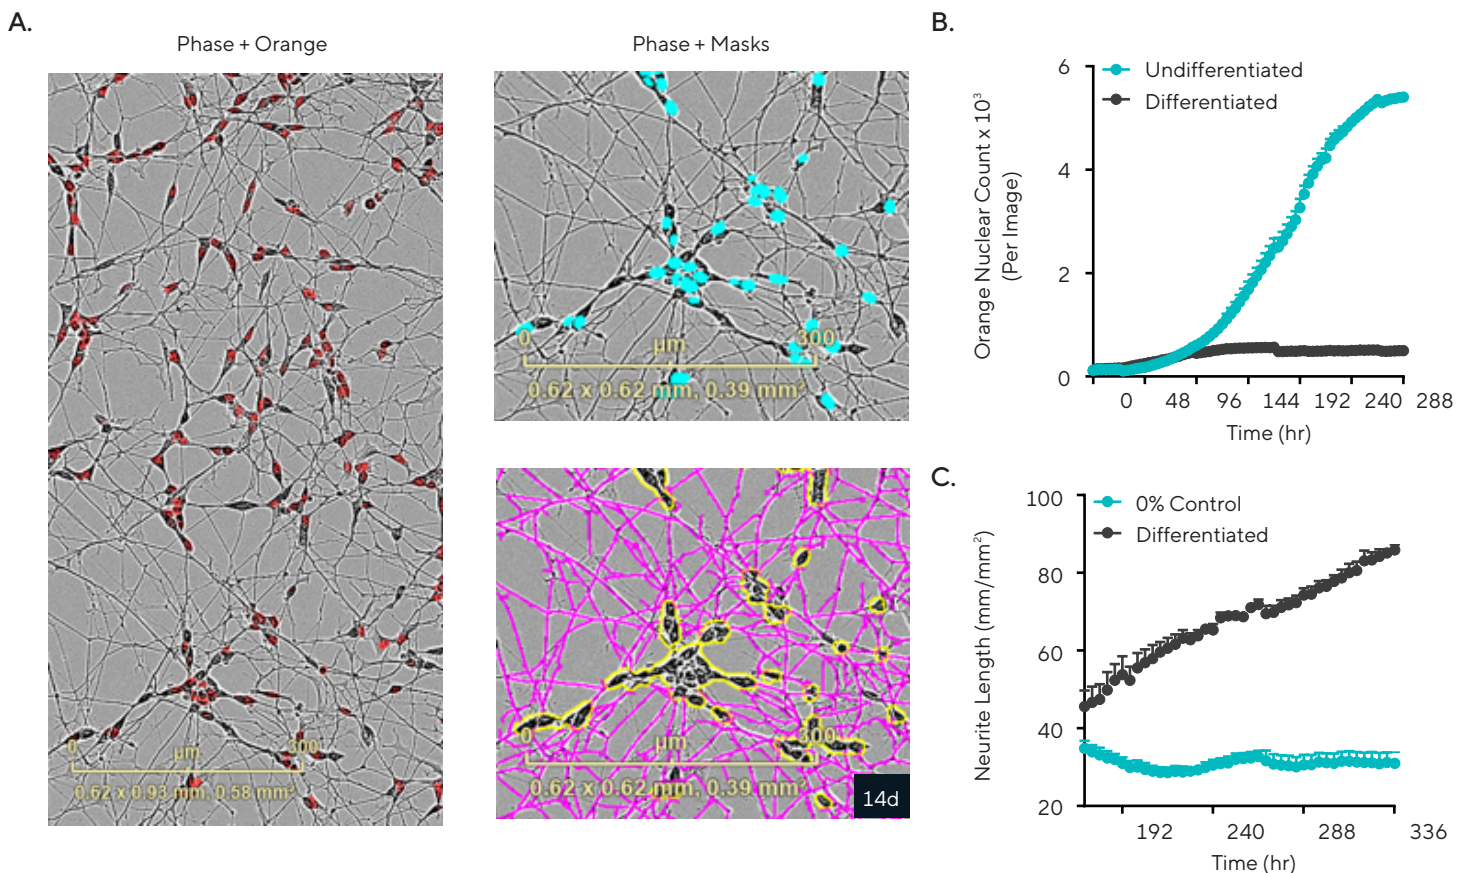 A.
Phase + Orange
0 300
µm
0.62 x 0.93 mm, 0.58 mm²
Phase + Masks
0 300
µm
0.62 x 0.62 mm, 0.39 mm²
0 300
µm
0.62 x 0.62 mm, 0.39 mm²
14d
B.
Orange Nuclear Count x 10³
(Per Image)
Undifferentiated
Differentiated
6
4
2
0
0 48 96 144 192 240 288
Time (hr)
C.
Neurite Length (mm/mm²)
0% Control
Differentiated
100
80
60
40
20
192 240 288 336
Time (hr)